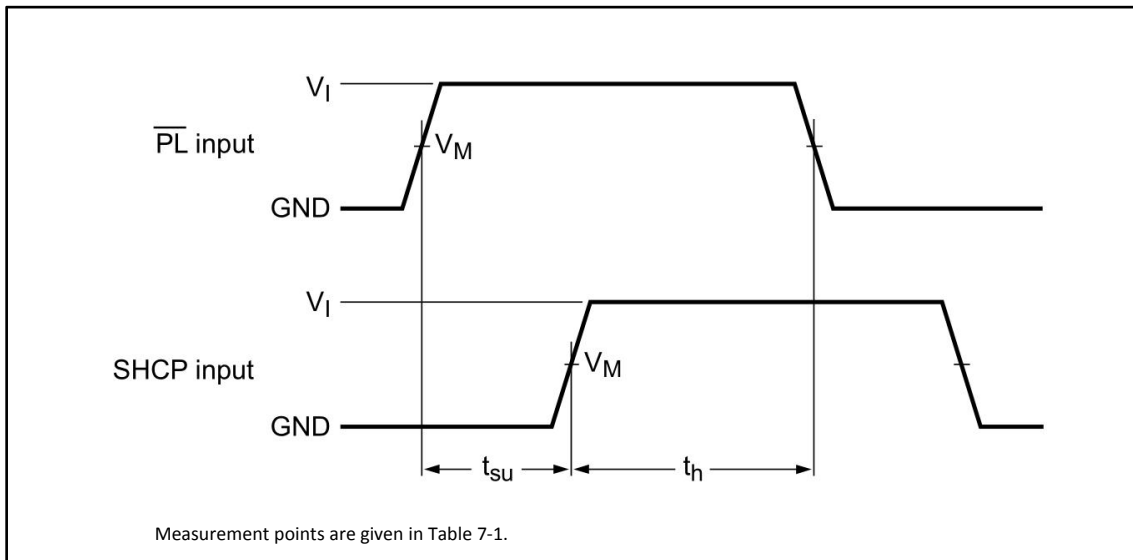 V_I
P̅L̅ input
V_M
GND
V_I
SHCP input
V_M
GND
t_su
t_h
Measurement points are given in Table 7-1.